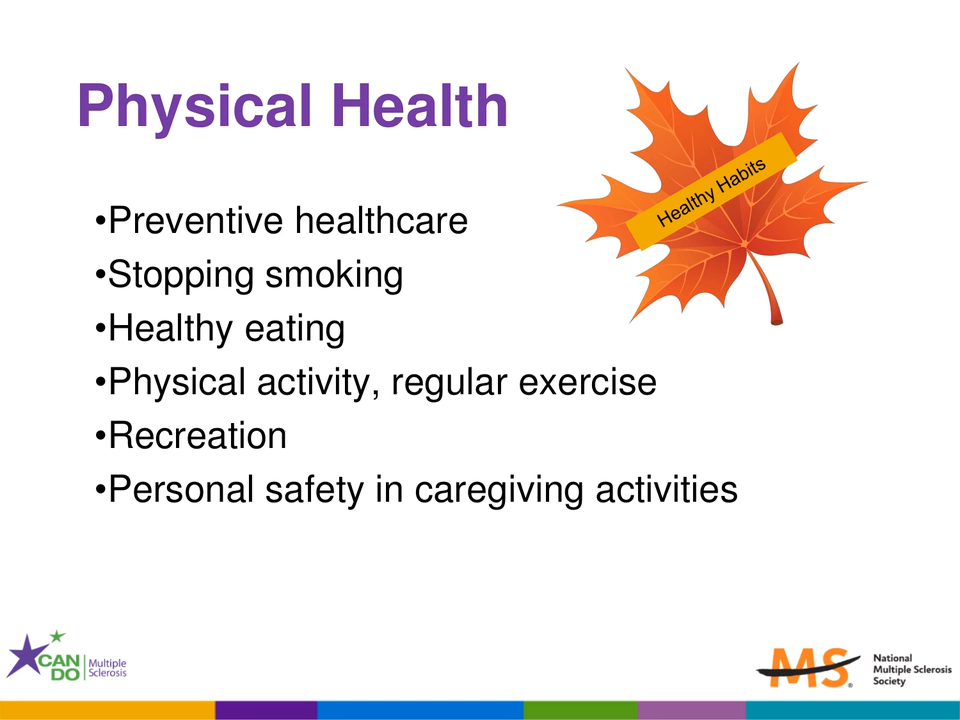 Physical Health
Healthy Habits
•Preventive healthcare
•Stopping smoking
•Healthy eating
•Physical activity, regular exercise
•Recreation
•Personal safety in caregiving activities
CAN
DO
Multiple
Sclerosis
MS
®
National
Multiple Sclerosis
Society